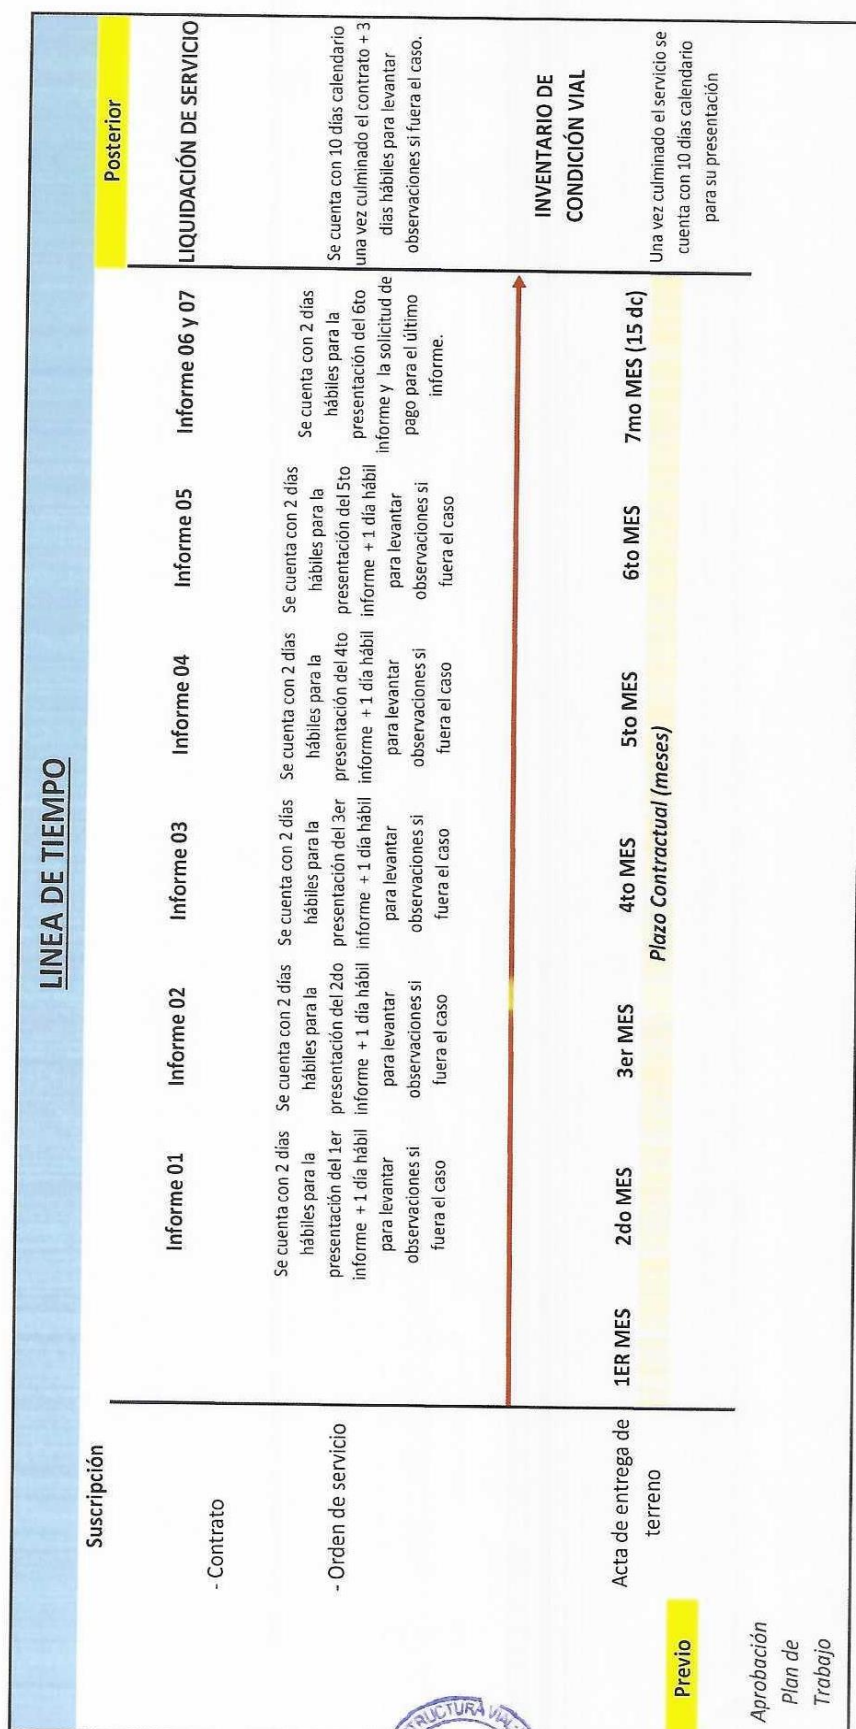 LINEA DE TIEMPO
Suscripción
- Contrato
- Orden de servicio
Acta de entrega de
terreno
Previo
Aprobación
Plan de
Trabajo
Informe 01
Se cuenta con 2 días
hábiles para la
presentación del 1er
informe + 1 día hábil
para levantar
observaciones si
fuera el caso
Informe 02
Se cuenta con 2 días
hábiles para la
presentación del 2do
informe + 1 día hábil
para levantar
observaciones si
fuera el caso
Informe 03
Se cuenta con 2 días
hábiles para la
presentación del 3er
informe + 1 día hábil
para levantar
observaciones si
fuera el caso
Informe 04
Se cuenta con 2 días
hábiles para la
presentación del 4to
informe + 1 día hábil
para levantar
observaciones si
fuera el caso
Informe 05
Se cuenta con 2 días
hábiles para la
presentación del 5to
informe + 1 día hábil
para levantar
observaciones si
fuera el caso
Informe 06 y 07
Se cuenta con 2 días
hábiles para la
presentación del 6to
informe y la solicitud de
pago para el último
informe.
1ER MES
2do MES
3er MES
4to MES
5to MES
6to MES
7mo MES (15 dc)
Plazo Contractual (meses)
Posterior
LIQUIDACIÓN DE SERVICIO
Se cuenta con 10 días calendario
una vez culminado el contrato + 3
días hábiles para levantar
observaciones si fuera el caso.
INVENTARIO DE
CONDICIÓN VIAL
Una vez culminado el servicio se
cuenta con 10 días calendario
para su presentación